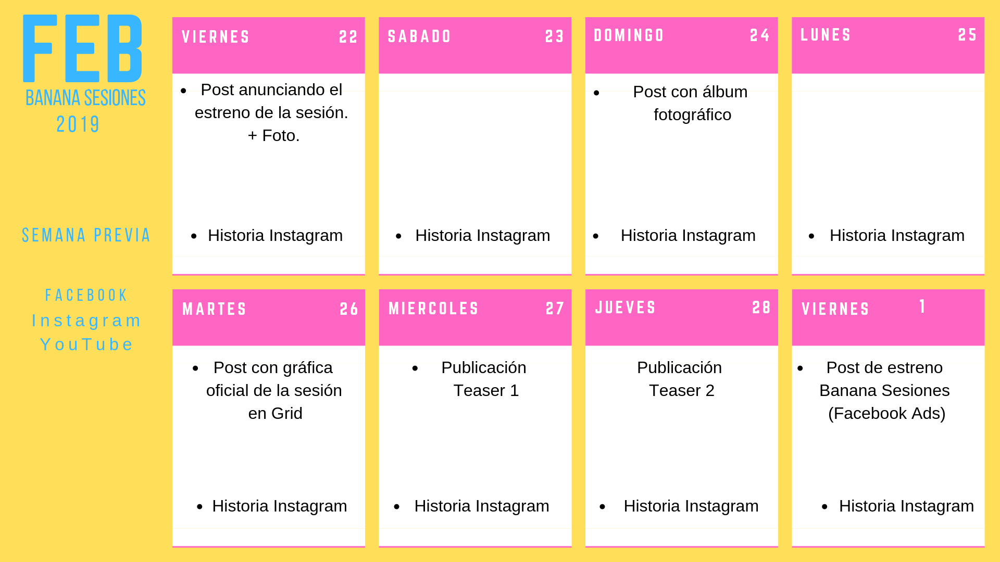 FEB
BANANA SESIONES
2019
SEMANA PREVIA
FACEBOOK
Instagram
YouTube
VIERNES 22
• Post anunciando el
estreno de la sesión.
+ Foto.
• Historia Instagram
SABADO 23
• Historia Instagram
DOMINGO 24
• Post con álbum
fotográfico
• Historia Instagram
LUNES 25
• Historia Instagram
MARTES 26
• Post con gráfica
oficial de la sesión
en Grid
• Historia Instagram
MIERCOLES 27
• Publicación
Teaser 1
• Historia Instagram
JUEVES 28
Publicación
Teaser 2
• Historia Instagram
VIERNES 1
• Post de estreno
Banana Sesiones
(Facebook Ads)
• Historia Instagram